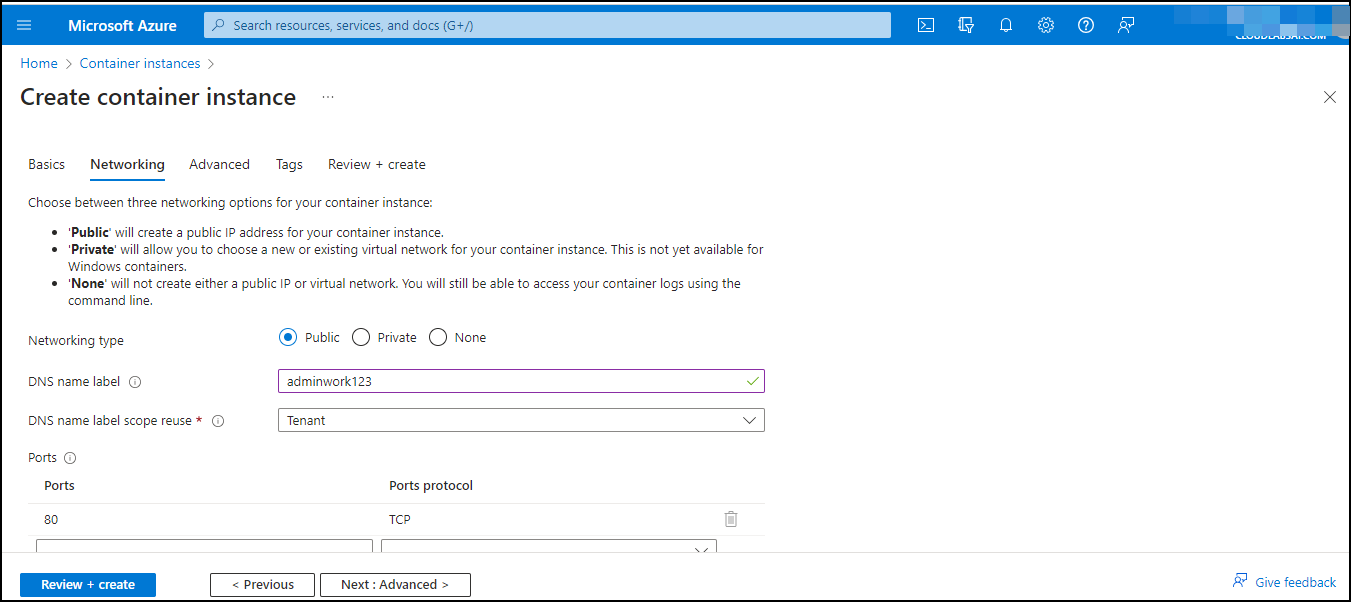 Microsoft Azure
Search resources, services, and docs (G+/)
CLOUDLABSAI.COM
Home > Container instances >
Create container instance ...
Basics Networking Advanced Tags Review + create
Choose between three networking options for your container instance:
• 'Public' will create a public IP address for your container instance.
• 'Private' will allow you to choose a new or existing virtual network for your container instance. This is not yet available for
Windows containers.
• 'None' will not create either a public IP or virtual network. You will still be able to access your container logs using the
command line.
Networking type Public Private None
DNS name label adminwork123
DNS name label scope reuse * Tenant
Ports
Ports Ports protocol
80 TCP
Review + create < Previous Next : Advanced > Give feedback